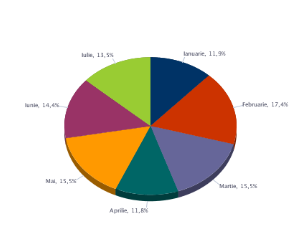 Iulie, 13,5%
Ianuarie, 11,9%
Iunie, 14,4%
Februarie, 17,4%
Mai, 15,5%
Martie, 15,5%
Aprilie, 11,8%